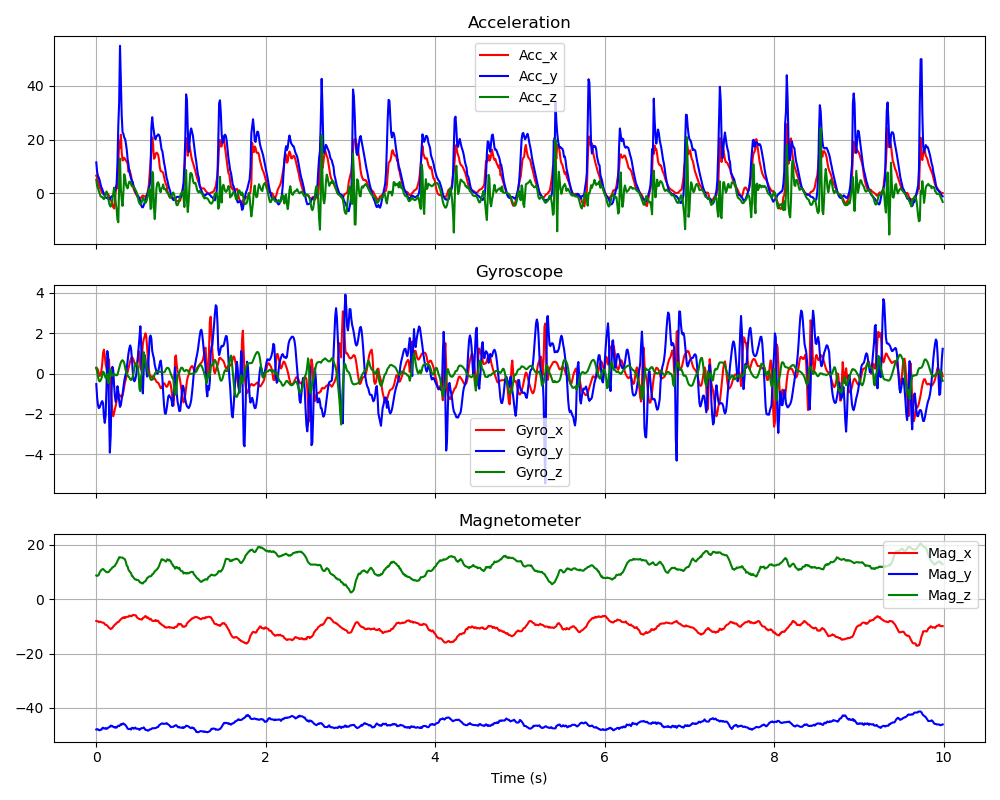 Acceleration
Acc_x
Acc_y
Acc_z
40
20
0
Gyroscope
4
2
0
−2
−4
Gyro_x
Gyro_y
Gyro_z
Magnetometer
20
0
−20
−40
Mag_x
Mag_y
Mag_z
0 2 4 6 8 10
Time (s)